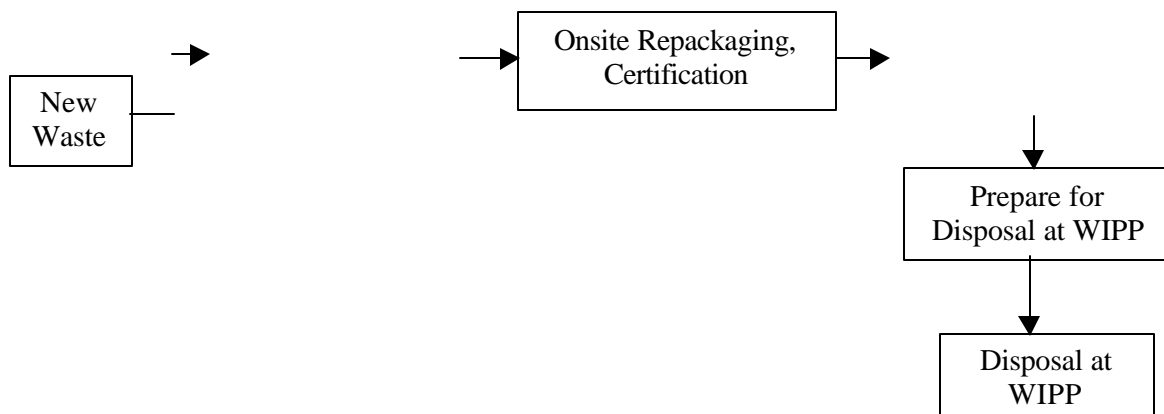 Onsite Repackaging,
Certification
New
Waste
Prepare for
Disposal at WIPP
Disposal at
WIPP